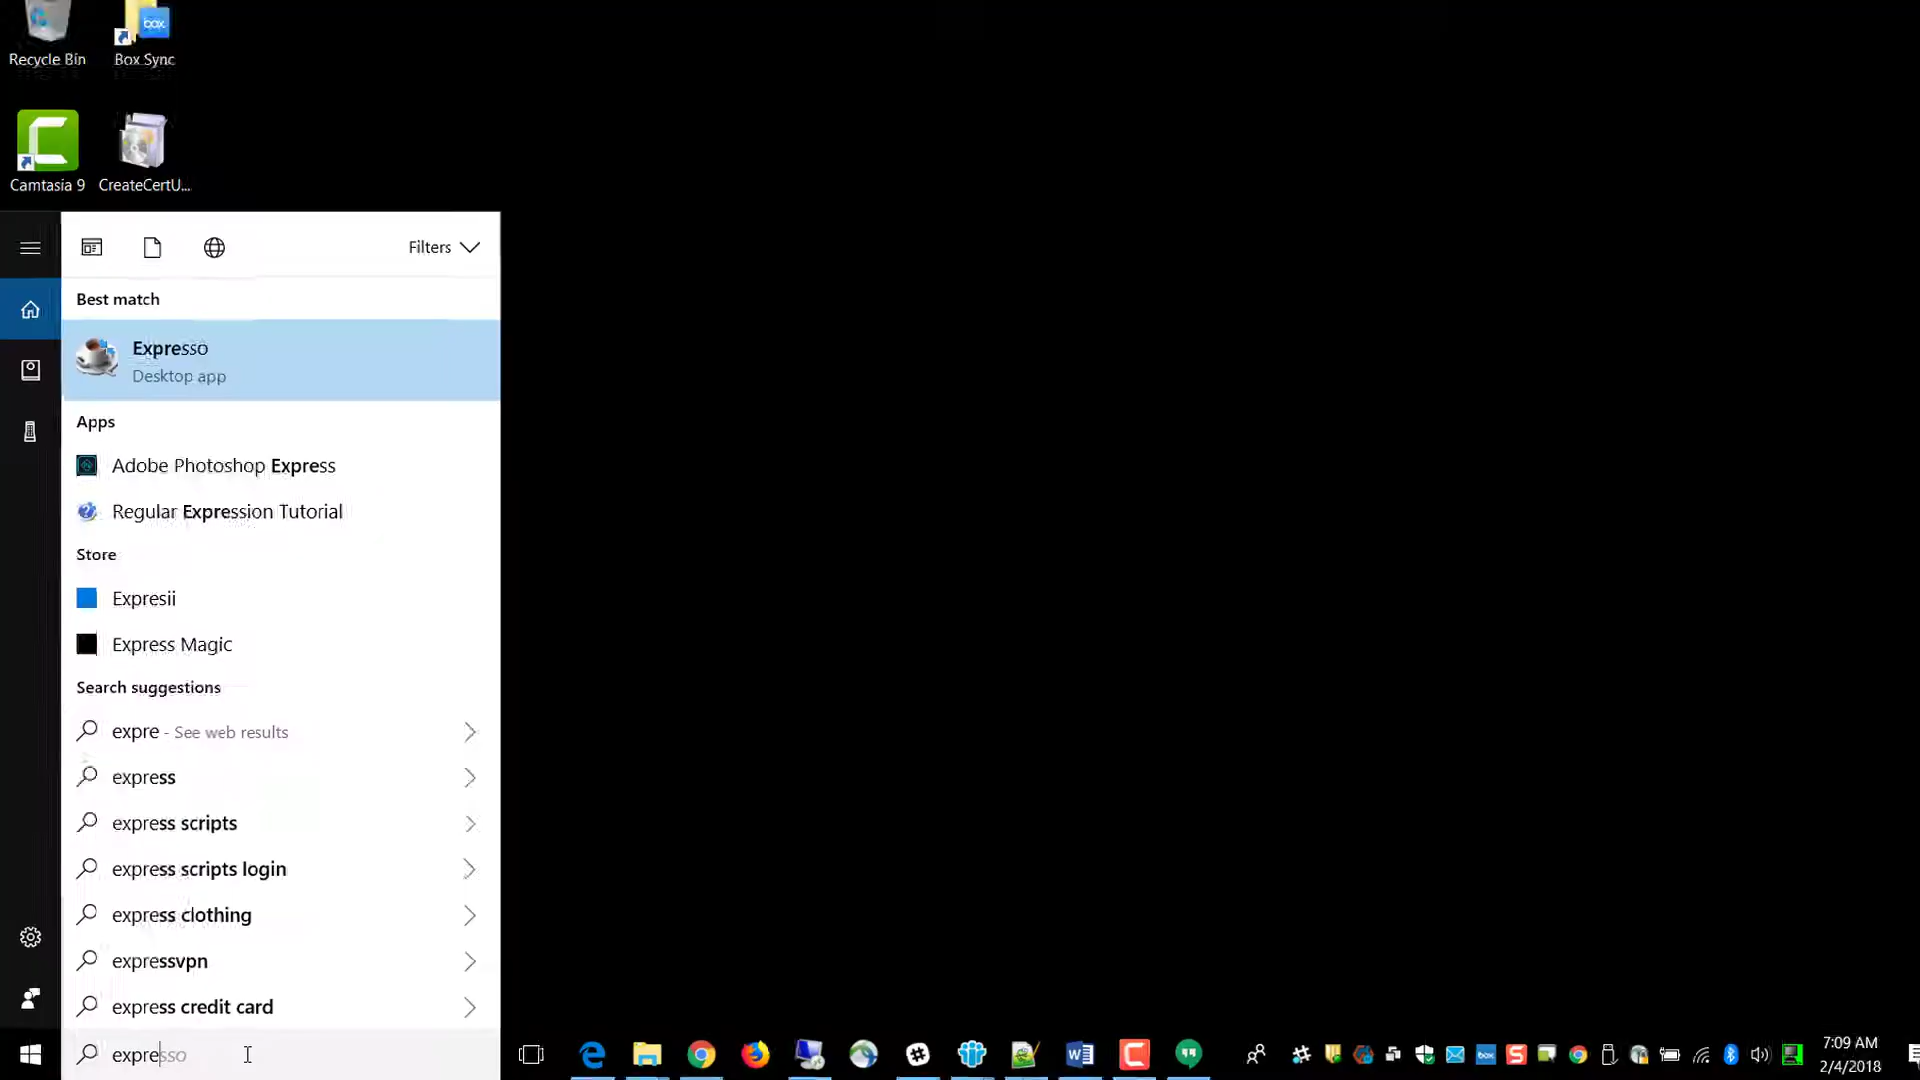 Recycle Bin
Box Sync
box
Camtasia 9
CreateCertU...
Filters
Best match
Expresso
Desktop app
Apps
Adobe Photoshop Express
Regular Expression Tutorial
Store
Expresii
Express Magic
Search suggestions
expre - See web results
express
express scripts
express scripts login
express clothing
expressvpn
express credit card
expresso
box
7:09 AM
2/4/2018